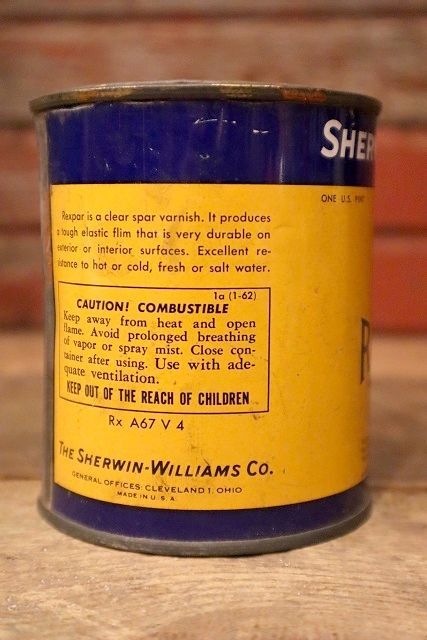 SHER
ONE U.S. PINT
Rexpar is a clear spar varnish. It produces
a tough elastic flim that is very durable on
exterior or interior surfaces. Excellent re-
sistance to hot or cold, fresh or salt water.
1a (1-62)
CAUTION! COMBUSTIBLE
Keep away from heat and open
flame. Avoid prolonged breathing
of vapor or spray mist. Close con-
tainer after using. Use with ade-
quate ventilation.
KEEP OUT OF THE REACH OF CHILDREN
Rx A67 V 4
THE SHERWIN-WILLIAMS CO.
GENERAL OFFICES: CLEVELAND 1, OHIO
MADE IN U.S.A.